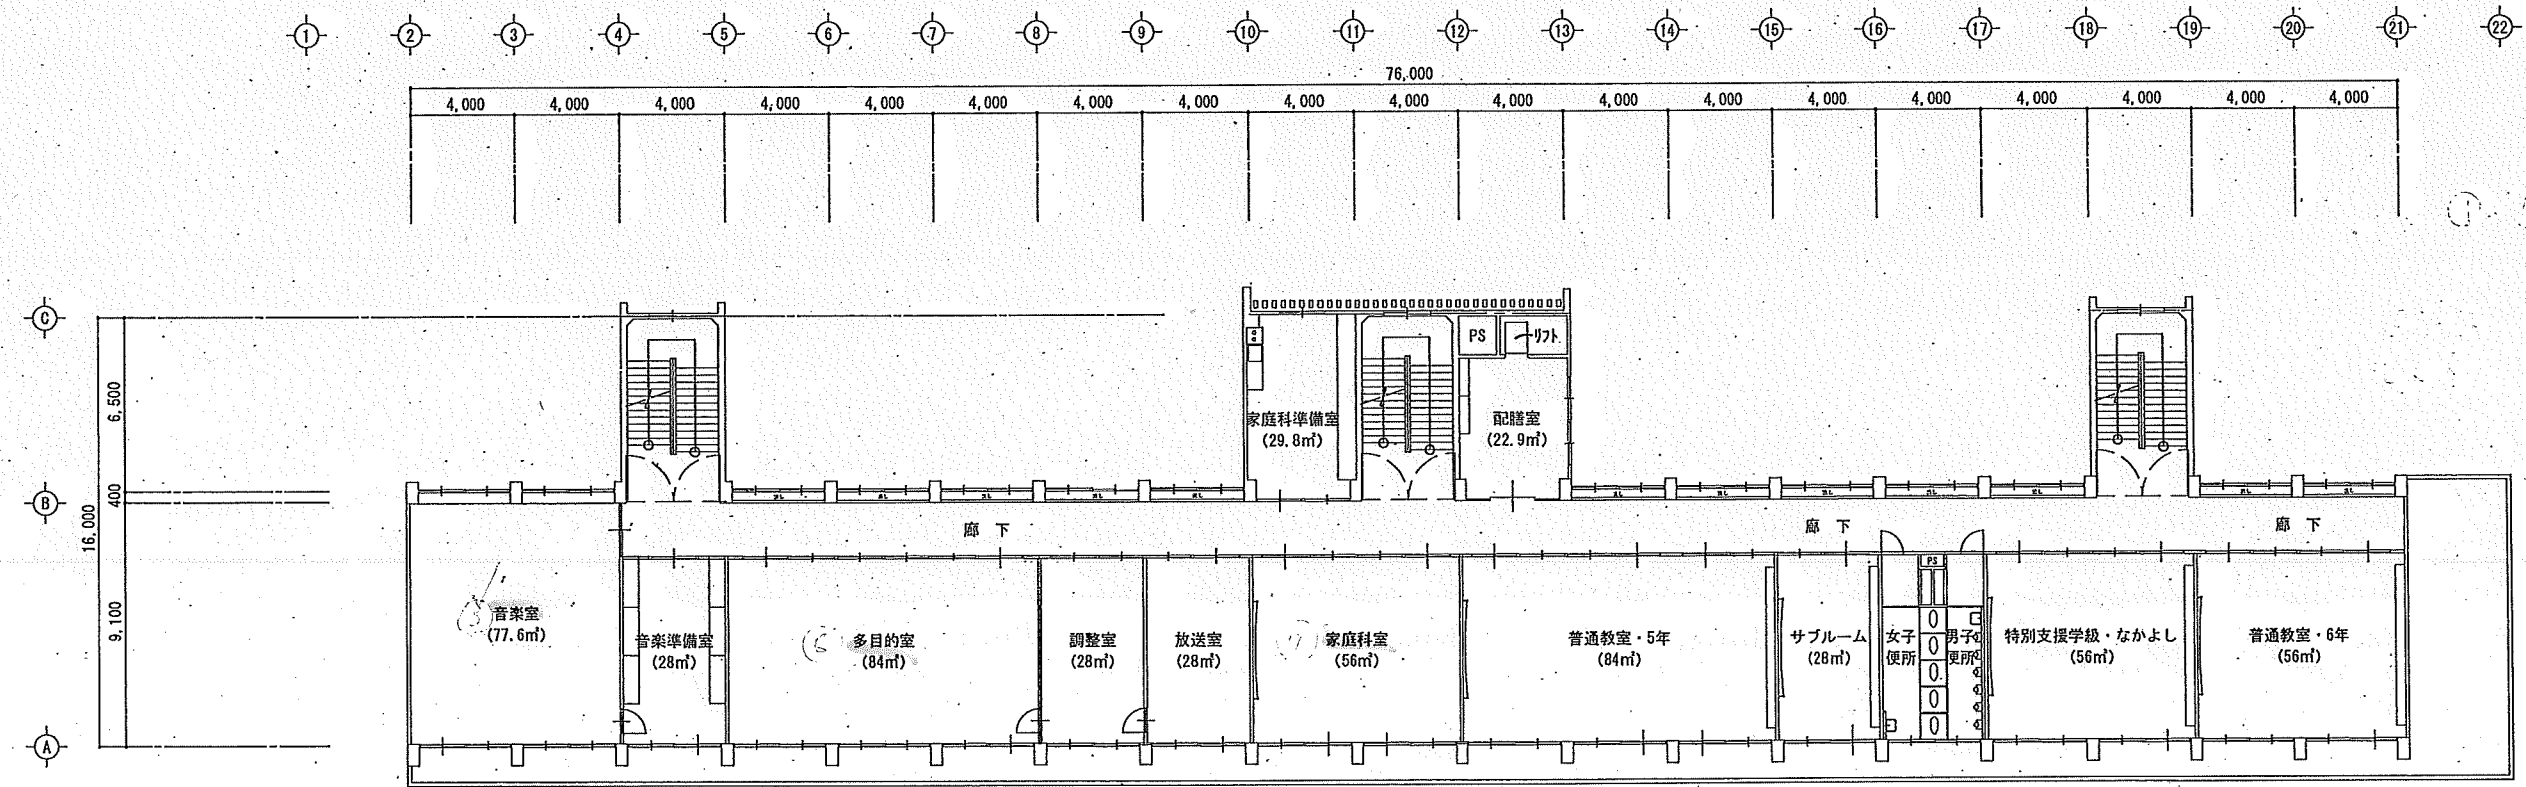 1 2 3 4 5 6 7 8 9 10 11 12 13 14 15 16 17 18 19 20 21 22
76,000
4,000 4,000 4,000 4,000 4,000 4,000 4,000 4,000 4,000 4,000 4,000 4,000 4,000 4,000 4,000 4,000 4,000 4,000 4,000
C
B
A
16,000
6,500
400
9,100
PS
リフト
家庭科準備室
(29.8㎡)
配膳室
(22.9㎡)
廊下
廊下
廊下
音楽室
(77.6㎡)
音楽準備室
(28㎡)
多目的室
(84㎡)
調整室
(28㎡)
放送室
(28㎡)
家庭科室
(56㎡)
普通教室・5年
(84㎡)
サブルーム
(28㎡)
女子
便所
PS
男子
便所
特別支援学級・なかよし
(56㎡)
普通教室・6年
(56㎡)